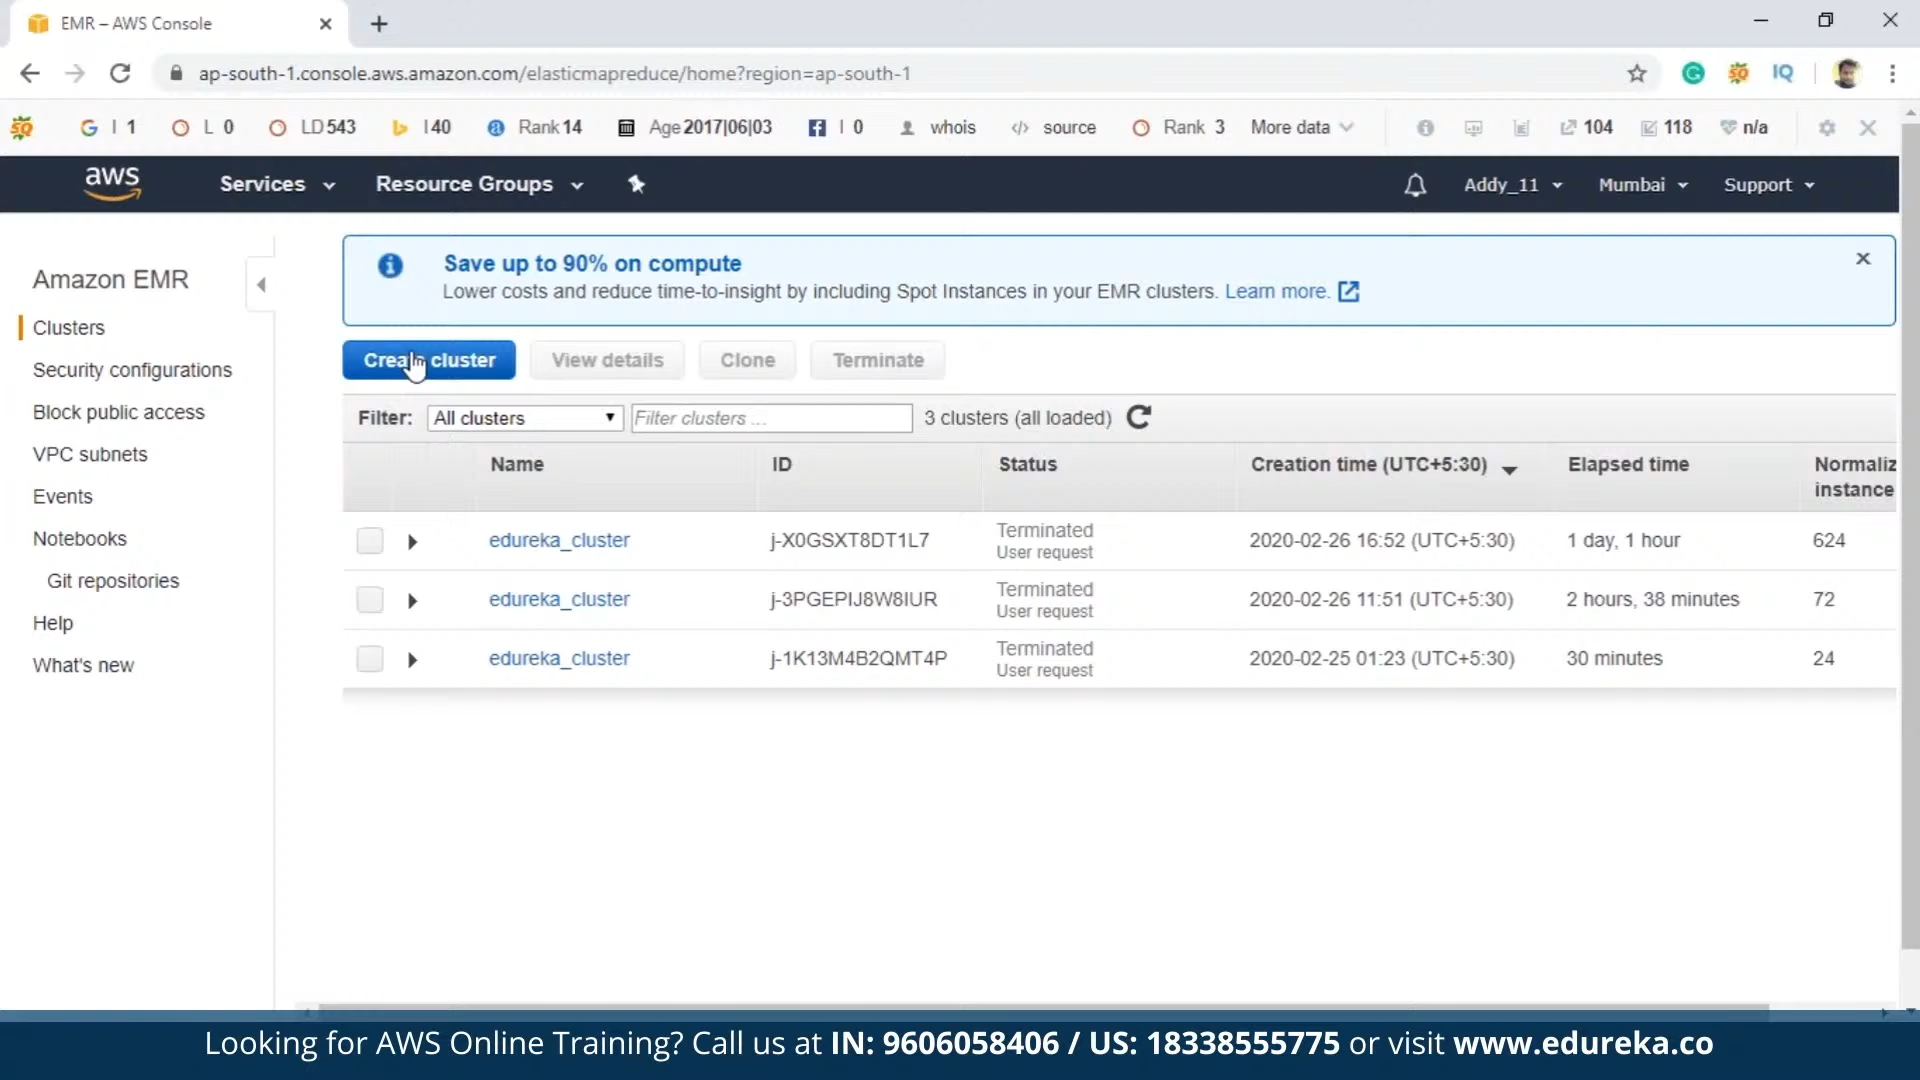 EMR – AWS Console
ap-south-1.console.aws.amazon.com/elasticmapreduce/home?region=ap-south-1
I 1 L 0 LD 543 I 40 Rank 14 Age 2017|06|03 I 0 whois source Rank 3 More data 104 118 n/a
aws Services Resource Groups Addy_11 Mumbai Support
Amazon EMR
Clusters
Security configurations
Block public access
VPC subnets
Events
Notebooks
Git repositories
Help
What's new
Save up to 90% on compute
Lower costs and reduce time-to-insight by including Spot Instances in your EMR clusters. Learn more.
Create cluster View details Clone Terminate
Filter: All clusters Filter clusters ... 3 clusters (all loaded)
Name ID Status Creation time (UTC+5:30) Elapsed time Normaliz
instance
edureka_cluster j-X0GSXT8DT1L7 Terminated 2020-02-26 16:52 (UTC+5:30) 1 day, 1 hour 624
User request
edureka_cluster j-3PGEPIJ8W8IUR Terminated 2020-02-26 11:51 (UTC+5:30) 2 hours, 38 minutes 72
User request
edureka_cluster j-1K13M4B2QMT4P Terminated 2020-02-25 01:23 (UTC+5:30) 30 minutes 24
User request
Looking for AWS Online Training? Call us at IN: 9606058406 / US: 18338555775 or visit www.edureka.co